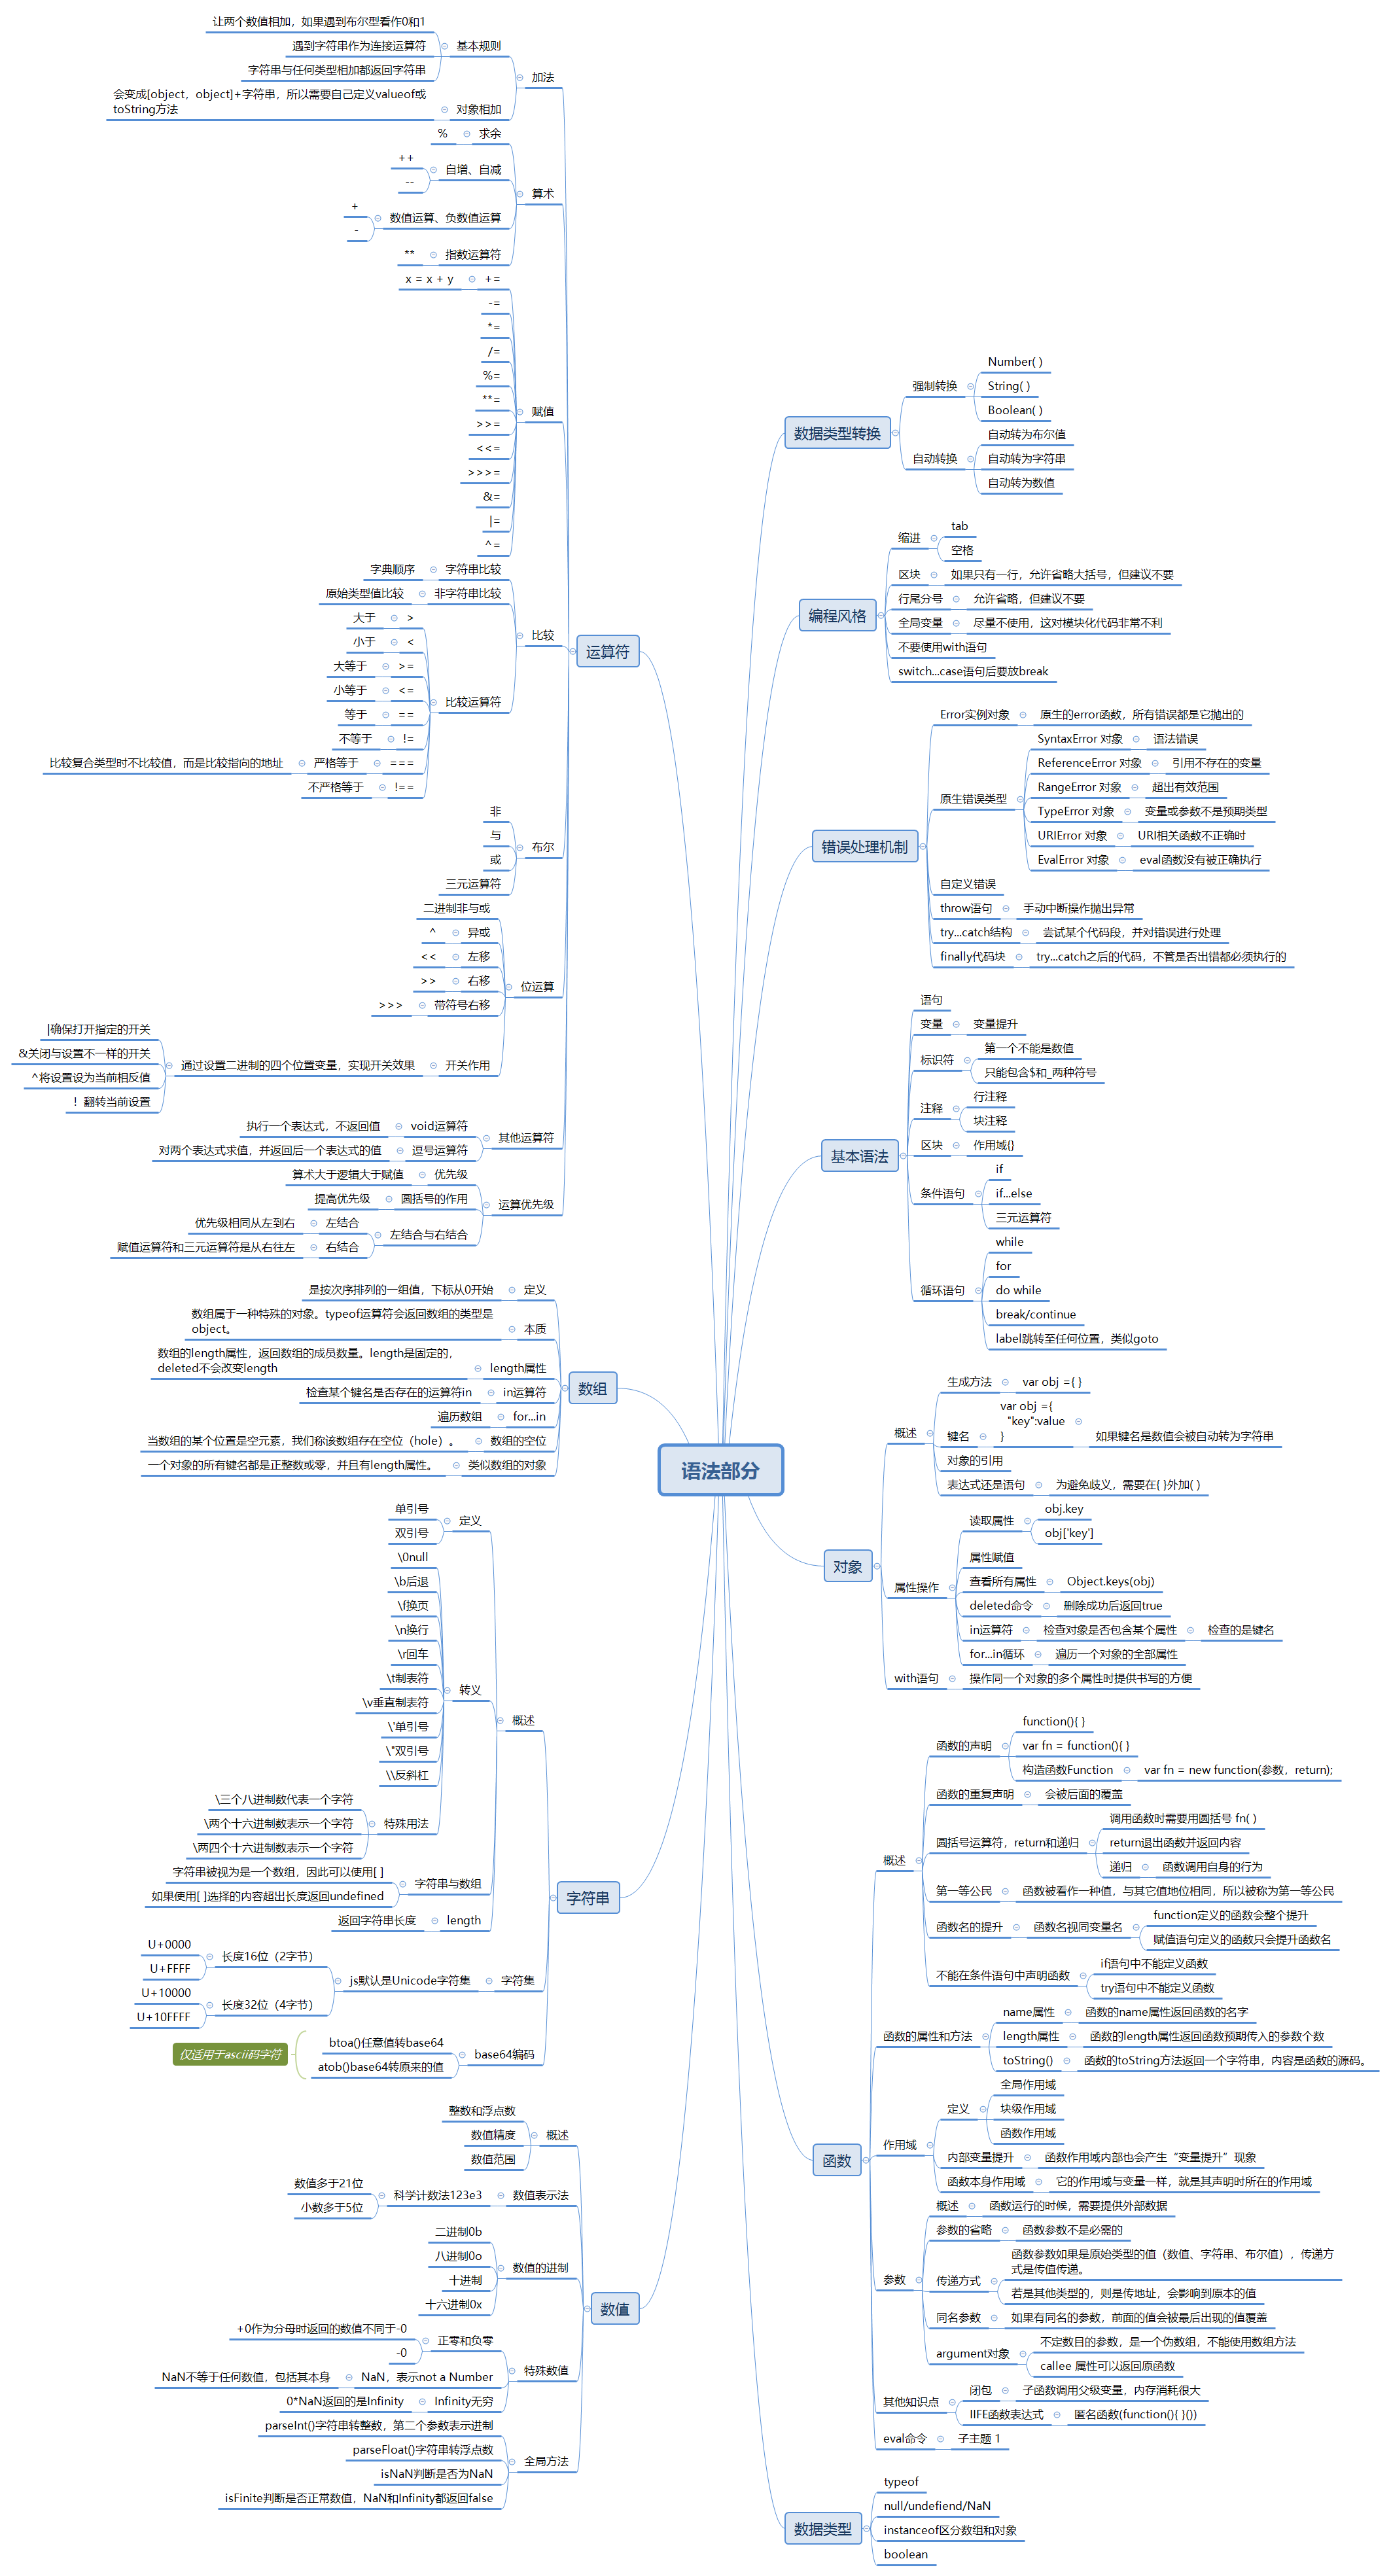 语法部分
运算符
加法
基本规则
让两个数值相加，如果遇到布尔型看作0和1
遇到字符串作为连接运算符
字符串与任何类型相加都返回字符串
对象相加
会变成[object，object]+字符串，所以需要自己定义valueof或
toString方法
算术
求余
%
自增、自减
++
--
数值运算、负数值运算
+
-
指数运算符
**
赋值
+=
x = x + y
-=
*=
/=
%=
**=
>>=
<<=
>>>=
&=
|=
^=
比较
字符串比较
字典顺序
非字符串比较
原始类型值比较
比较运算符
>
大于
<
小于
>=
大等于
<=
小等于
==
等于
!=
不等于
===
严格等于
比较复合类型时不比较值，而是比较指向的地址
!==
不严格等于
布尔
非
与
或
三元运算符
位运算
二进制非与或
异或
^
左移
<<
右移
>>
带符号右移
>>>
开关作用
通过设置二进制的四个位置变量，实现开关效果
|确保打开指定的开关
&关闭与设置不一样的开关
^将设置设为当前相反值
！翻转当前设置
其他运算符
void运算符
执行一个表达式，不返回值
逗号运算符
对两个表达式求值，并返回后一个表达式的值
运算优先级
优先级
算术大于逻辑大于赋值
圆括号的作用
提高优先级
左结合与右结合
左结合
优先级相同从左到右
右结合
赋值运算符和三元运算符是从右往左
数组
定义
是按次序排列的一组值，下标从0开始
本质
数组属于一种特殊的对象。typeof运算符会返回数组的类型是
object。
length属性
数组的length属性，返回数组的成员数量。length是固定的，
deleted不会改变length
in运算符
检查某个键名是否存在的运算符in
for...in
遍历数组
数组的空位
当数组的某个位置是空元素，我们称该数组存在空位（hole）。
类似数组的对象
一个对象的所有键名都是正整数或零，并且有length属性。
字符串
概述
定义
单引号
双引号
转义
\0null
\b后退
\f换页
\n换行
\r回车
\t制表符
\v垂直制表符
\'单引号
\"双引号
\\反斜杠
特殊用法
\三个八进制数代表一个字符
\两个十六进制数表示一个字符
\两四个十六进制数表示一个字符
字符串与数组
字符串被视为是一个数组，因此可以使用[ ]
如果使用[ ]选择的内容超出长度返回undefined
length
返回字符串长度
字符集
js默认是Unicode字符集
长度16位（2字节）
U+0000
U+FFFF
长度32位（4字节）
U+10000
U+10FFFF
base64编码
btoa()任意值转base64
atob()base64转原来的值
仅适用于ascii码字符
数值
概述
整数和浮点数
数值精度
数值范围
数值表示法
科学计数法123e3
数值多于21位
小数多于5位
数值的进制
二进制0b
八进制0o
十进制
十六进制0x
特殊数值
正零和负零
+0作为分母时返回的数值不同于-0
-0
NaN，表示not a Number
NaN不等于任何数值，包括其本身
Infinity无穷
0*NaN返回的是Infinity
全局方法
parseInt()字符串转整数，第二个参数表示进制
parseFloat()字符串转浮点数
isNaN判断是否为NaN
isFinite判断是否正常数值，NaN和Infinity都返回false
数据类型转换
强制转换
Number( )
String( )
Boolean( )
自动转换
自动转为布尔值
自动转为字符串
自动转为数值
编程风格
缩进
tab
空格
区块
如果只有一行，允许省略大括号，但建议不要
行尾分号
允许省略，但建议不要
全局变量
尽量不使用，这对模块化代码非常不利
不要使用with语句
switch...case语句后要放break
错误处理机制
Error实例对象
原生的error函数，所有错误都是它抛出的
原生错误类型
SyntaxError 对象
语法错误
ReferenceError 对象
引用不存在的变量
RangeError 对象
超出有效范围
TypeError 对象
变量或参数不是预期类型
URIError 对象
URI相关函数不正确时
EvalError 对象
eval函数没有被正确执行
自定义错误
throw语句
手动中断操作抛出异常
try...catch结构
尝试某个代码段，并对错误进行处理
finally代码块
try...catch之后的代码，不管是否出错都必须执行的
基本语法
语句
变量
变量提升
标识符
第一个不能是数值
只能包含$和_两种符号
注释
行注释
块注释
区块
作用域{}
条件语句
if
if...else
三元运算符
循环语句
while
for
do while
break/continue
label跳转至任何位置，类似goto
对象
概述
生成方法
var obj ={ }
键名
var obj ={
"key":value
}
如果键名是数值会被自动转为字符串
对象的引用
表达式还是语句
为避免歧义，需要在{ }外加( )
属性操作
读取属性
obj.key
obj['key']
属性赋值
查看所有属性
Object.keys(obj)
deleted命令
删除成功后返回true
in运算符
检查对象是否包含某个属性
检查的是键名
for...in循环
遍历一个对象的全部属性
with语句
操作同一个对象的多个属性时提供书写的方便
函数
概述
函数的声明
function(){ }
var fn = function(){ }
构造函数Function
var fn = new function(参数，return);
函数的重复声明
会被后面的覆盖
圆括号运算符，return和递归
调用函数时需要用圆括号 fn( )
return退出函数并返回内容
递归
函数调用自身的行为
第一等公民
函数被看作一种值，与其它值地位相同，所以被称为第一等公民
函数名的提升
函数名视同变量名
function定义的函数会整个提升
赋值语句定义的函数只会提升函数名
不能在条件语句中声明函数
if语句中不能定义函数
try语句中不能定义函数
函数的属性和方法
name属性
函数的name属性返回函数的名字
length属性
函数的length属性返回函数预期传入的参数个数
toString()
函数的toString方法返回一个字符串，内容是函数的源码。
作用域
定义
全局作用域
块级作用域
函数作用域
内部变量提升
函数作用域内部也会产生“变量提升”现象
函数本身作用域
它的作用域与变量一样，就是其声明时所在的作用域
参数
概述
函数运行的时候，需要提供外部数据
参数的省略
函数参数不是必需的
传递方式
函数参数如果是原始类型的值（数值、字符串、布尔值），传递方
式是传值传递。
若是其他类型的，则是传地址，会影响到原本的值
同名参数
如果有同名的参数，前面的值会被最后出现的值覆盖
argument对象
不定数目的参数，是一个伪数组，不能使用数组方法
callee 属性可以返回原函数
其他知识点
闭包
子函数调用父级变量，内存消耗很大
IIFE函数表达式
匿名函数(function(){ }())
eval命令
子主题 1
数据类型
typeof
null/undefiend/NaN
instanceof区分数组和对象
boolean